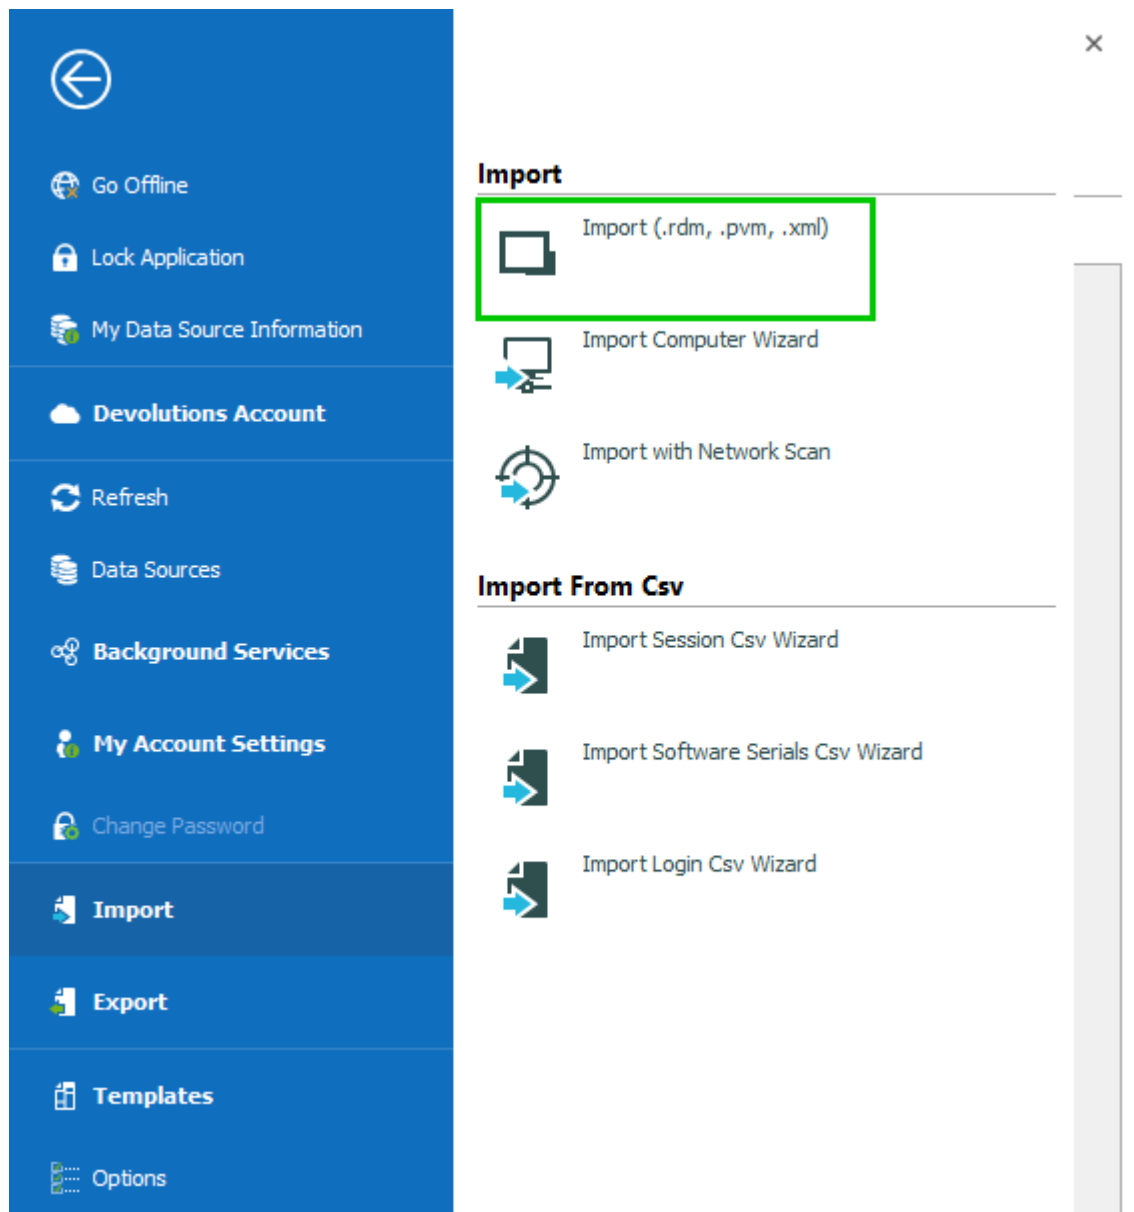 Go Offline
Lock Application
My Data Source Information
Devolutions Account
Refresh
Data Sources
Background Services
My Account Settings
Change Password
Import
Export
Templates
Options
Import
Import (.rdm, .pvm, .xml)
Import Computer Wizard
Import with Network Scan
Import From Csv
Import Session Csv Wizard
Import Software Serials Csv Wizard
Import Login Csv Wizard